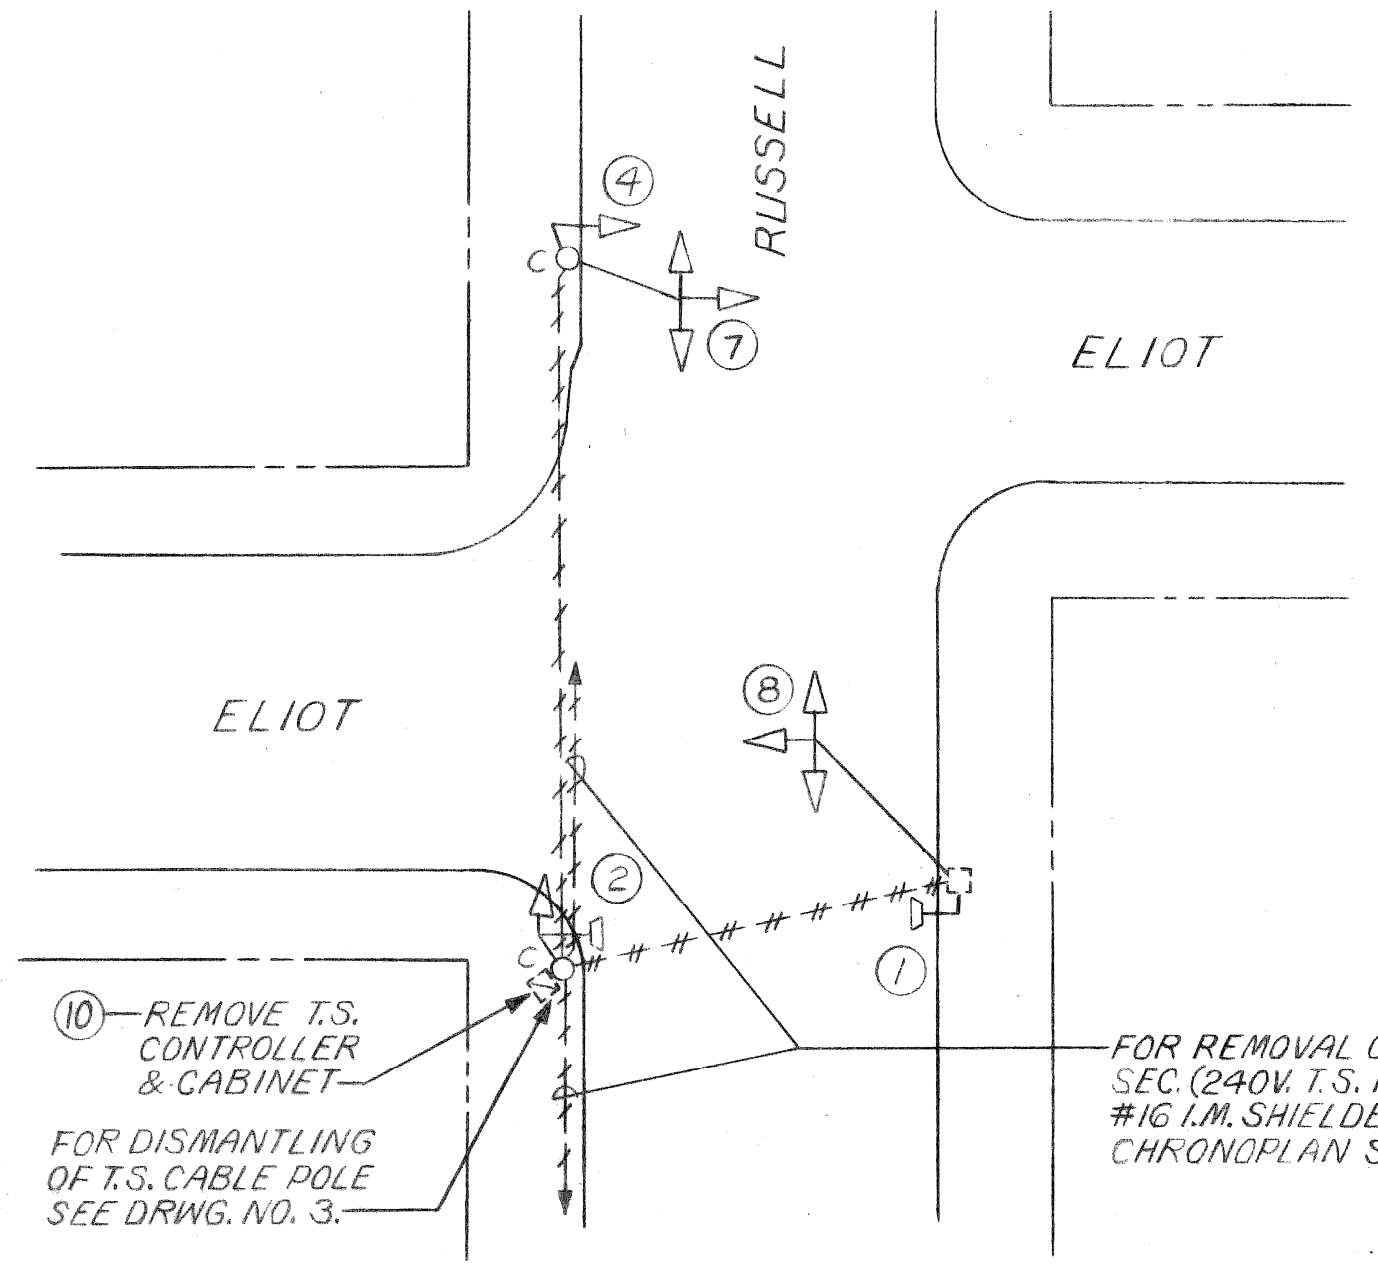 RUSSELL
4
C
7
ELIOT
ELIOT
8
2
C
1
10 REMOVE T.S.
CONTROLLER
& CABINET
FOR DISMANTLING
OF T.S. CABLE POLE
SEE DRWG. NO. 3.
FOR REMOVAL
SEC. (240V. T.S.
#16 I.M. SHIELDE
CHRONOPLAN S